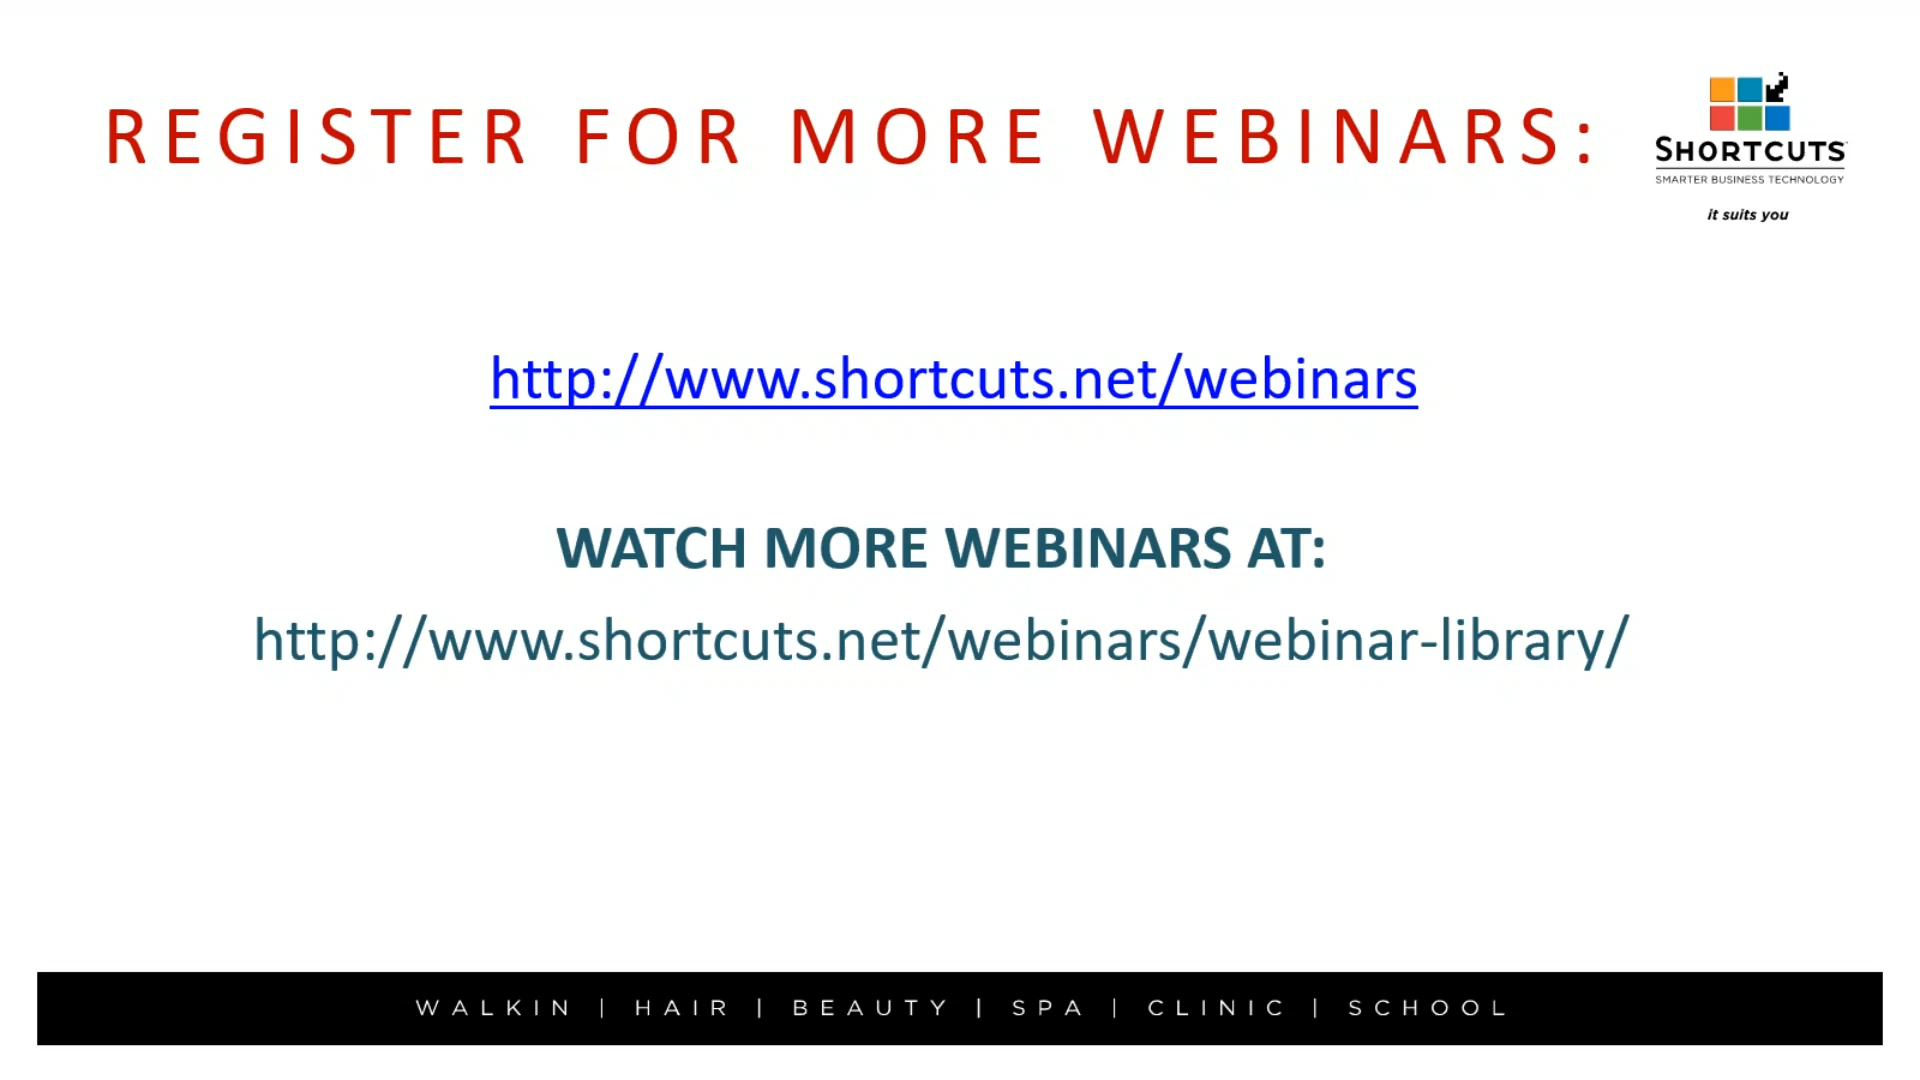 REGISTER FOR MORE WEBINARS:
SHORTCUTS
SMARTER BUSINESS TECHNOLOGY
it suits you
http://www.shortcuts.net/webinars
WATCH MORE WEBINARS AT:
http://www.shortcuts.net/webinars/webinar-library/
WALKIN | HAIR | BEAUTY | SPA | CLINIC | SCHOOL